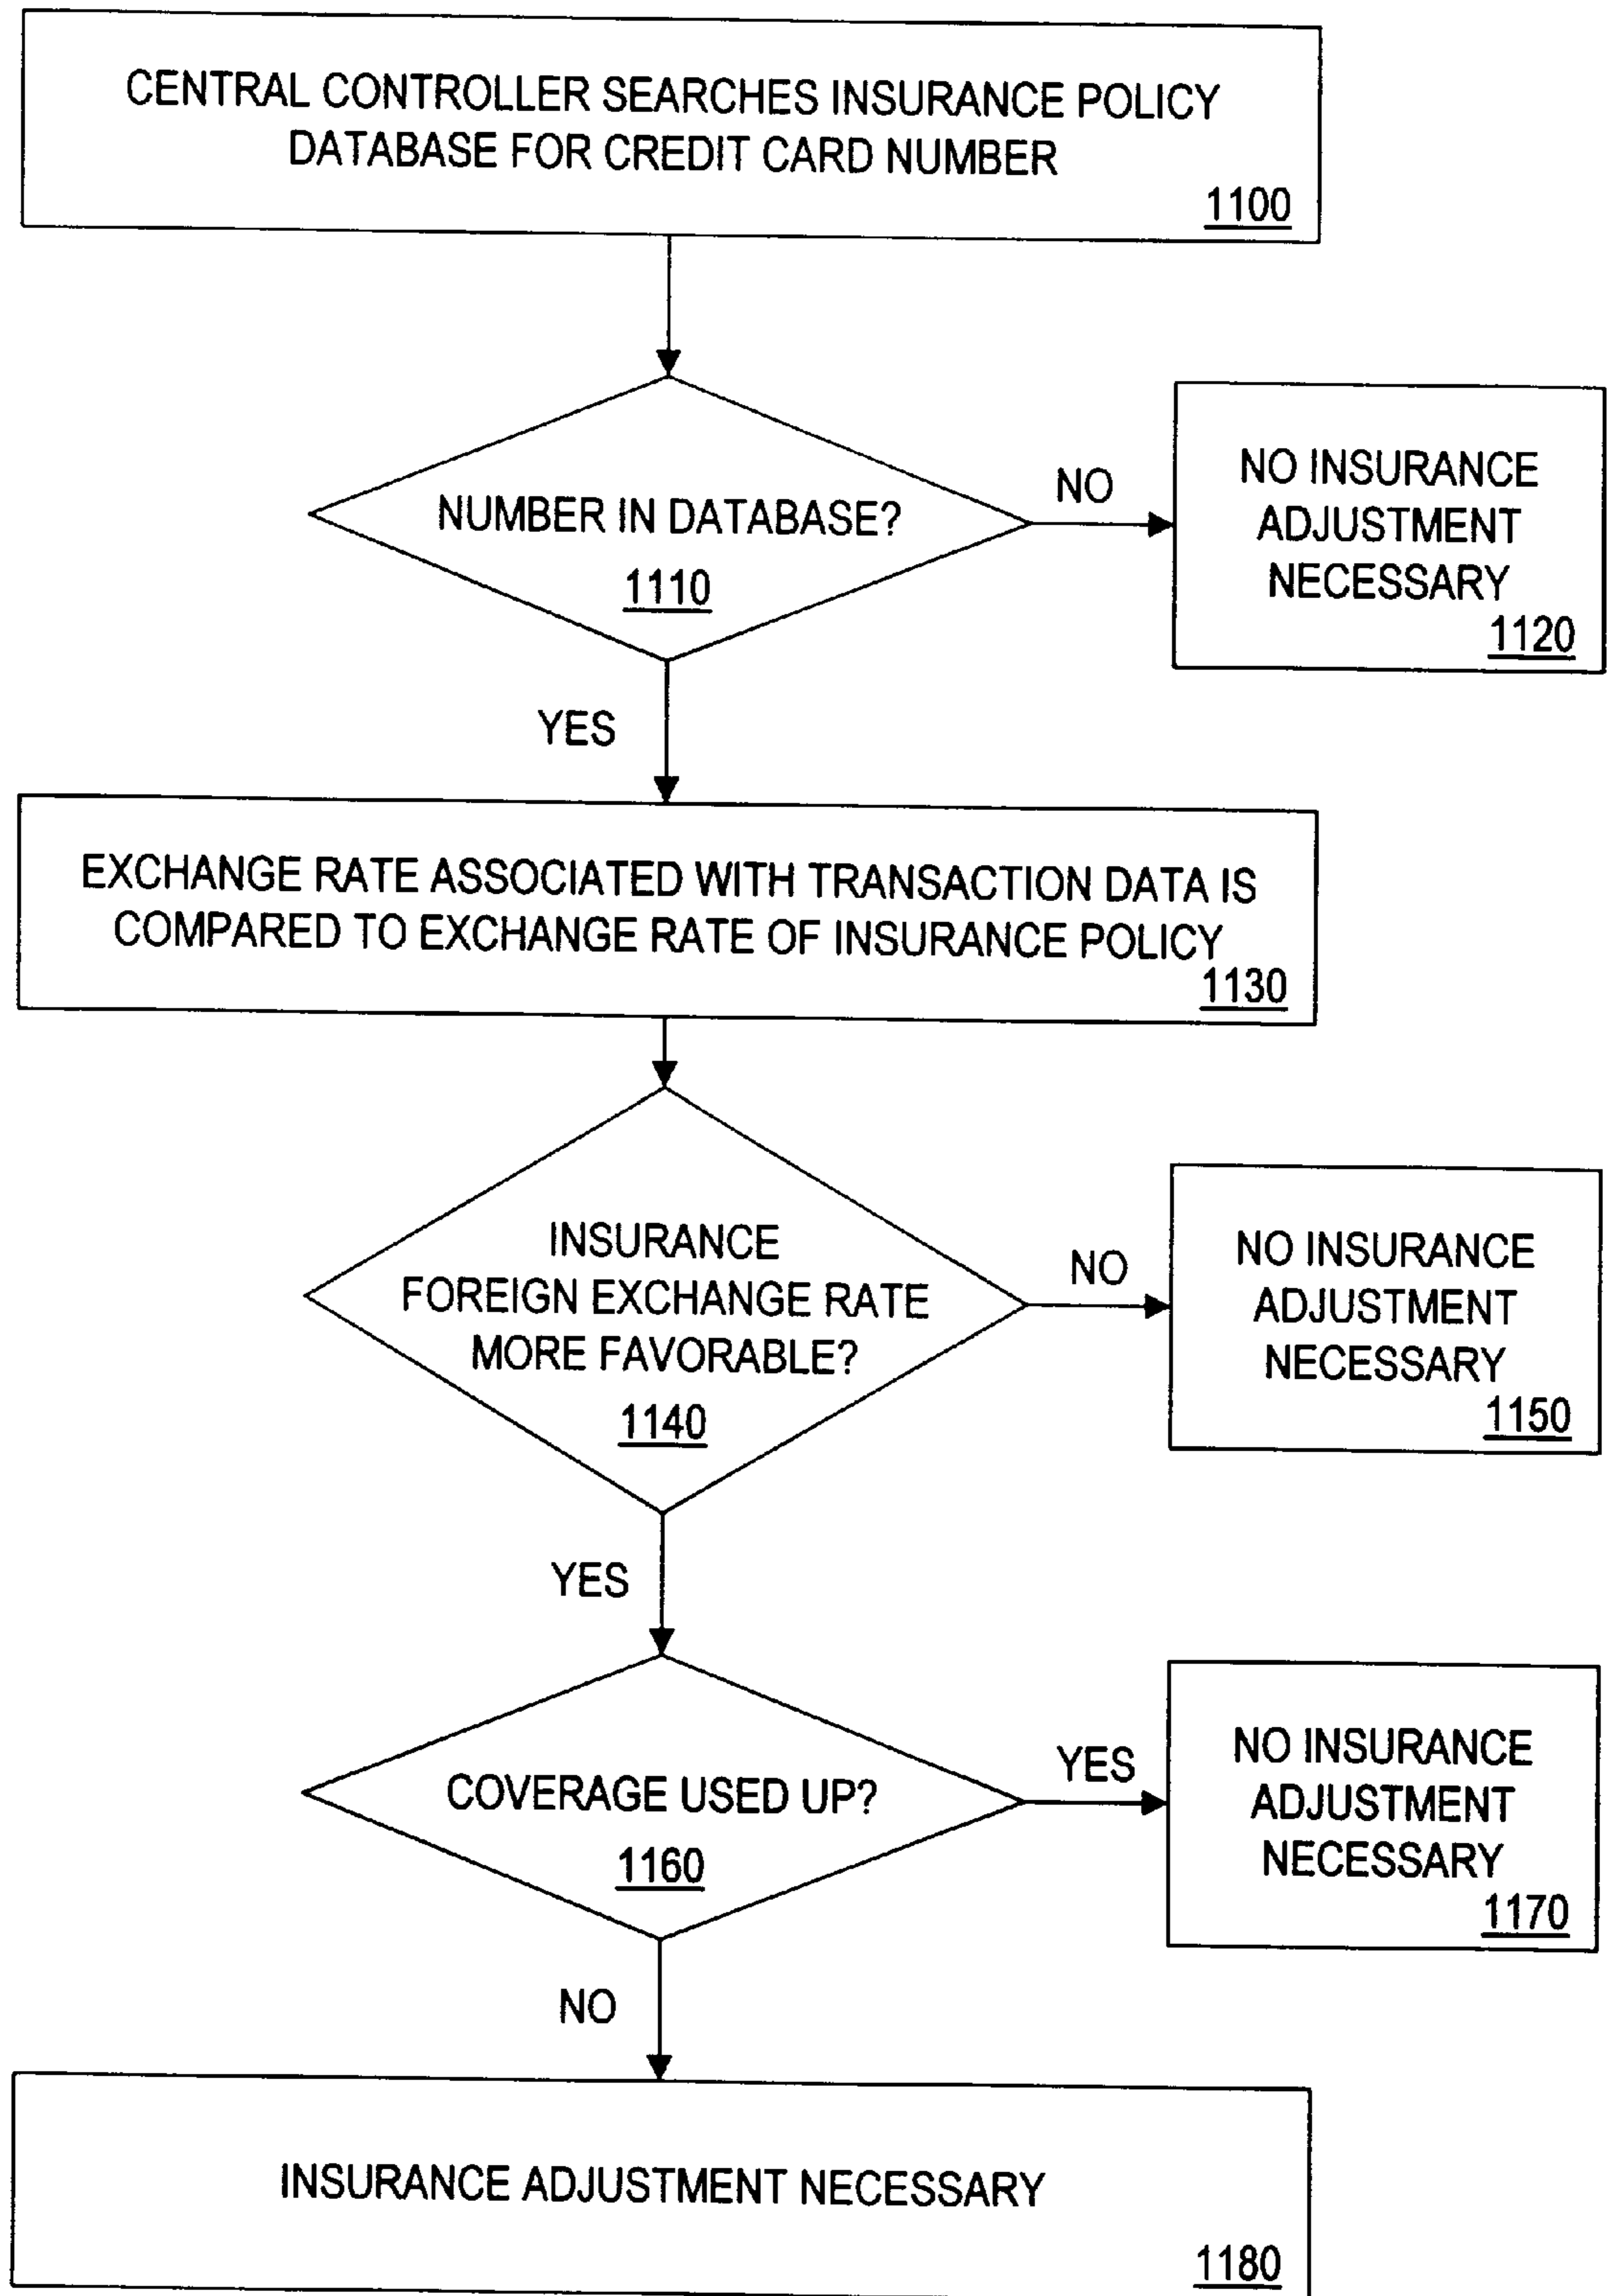 CENTRAL CONTROLLER SEARCHES INSURANCE POLICY
DATABASE FOR CREDIT CARD NUMBER
1100
NUMBER IN DATABASE?
1110
NO
NO INSURANCE
ADJUSTMENT
NECESSARY
1120
YES
EXCHANGE RATE ASSOCIATED WITH TRANSACTION DATA IS
COMPARED TO EXCHANGE RATE OF INSURANCE POLICY
1130
INSURANCE
FOREIGN EXCHANGE RATE
MORE FAVORABLE?
1140
NO
NO INSURANCE
ADJUSTMENT
NECESSARY
1150
YES
COVERAGE USED UP?
1160
YES
NO INSURANCE
ADJUSTMENT
NECESSARY
1170
NO
INSURANCE ADJUSTMENT NECESSARY
1180